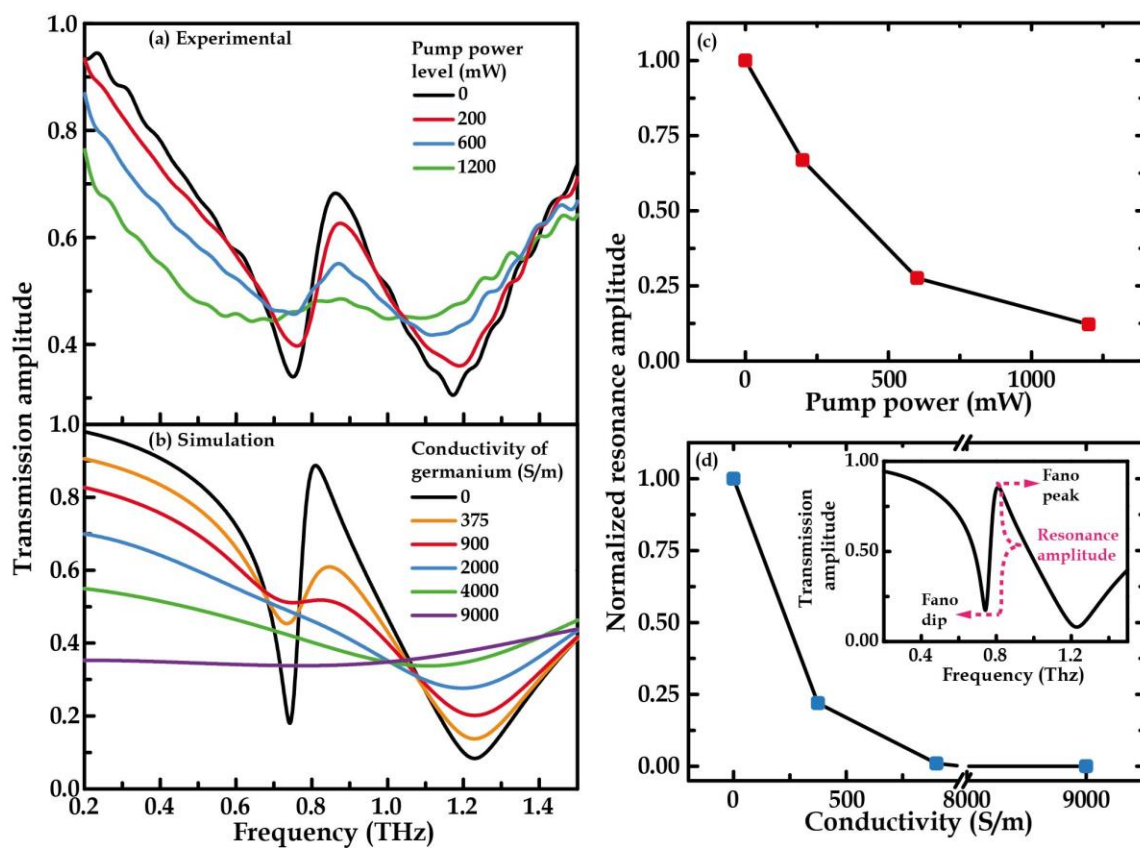 1.0
0.8
0.6
0.4
(a) Experimental
Pump power
level (mW)
0
200
600
1200
Transmission amplitude
1.0
0.8
0.6
0.4
0.2
0.0
(b) Simulation
Conductivity of
germanium (S/m)
0
375
900
2000
4000
9000
0.2 0.4 0.6 0.8 1.0 1.2 1.4
Frequency (THz)
Normalized resonance amplitude
(c)
1.00
0.75
0.50
0.25
0.00
0 500 1000
Pump power (mW)
(d)
1.00
0.75
0.50
0.25
0.00
0 500 8000 9000
Conductivity (S/m)
Transmission
amplitude
1.00
0.50
0.00
Fano
peak
Resonance
amplitude
Fano
dip
0.4 0.8 1.2
Frequency (Thz)